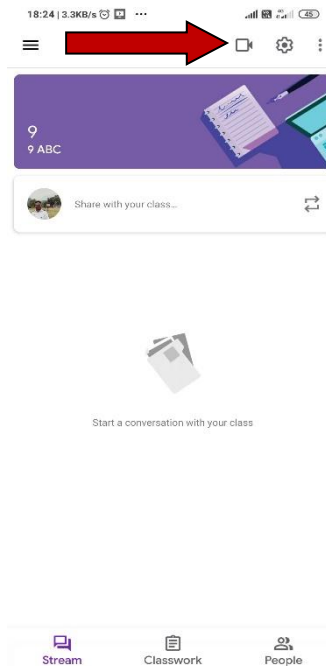 18:24 | 3.3KB/s ... 45
9
9 ABC
Share with your class...
Start a conversation with your class
Stream Classwork People